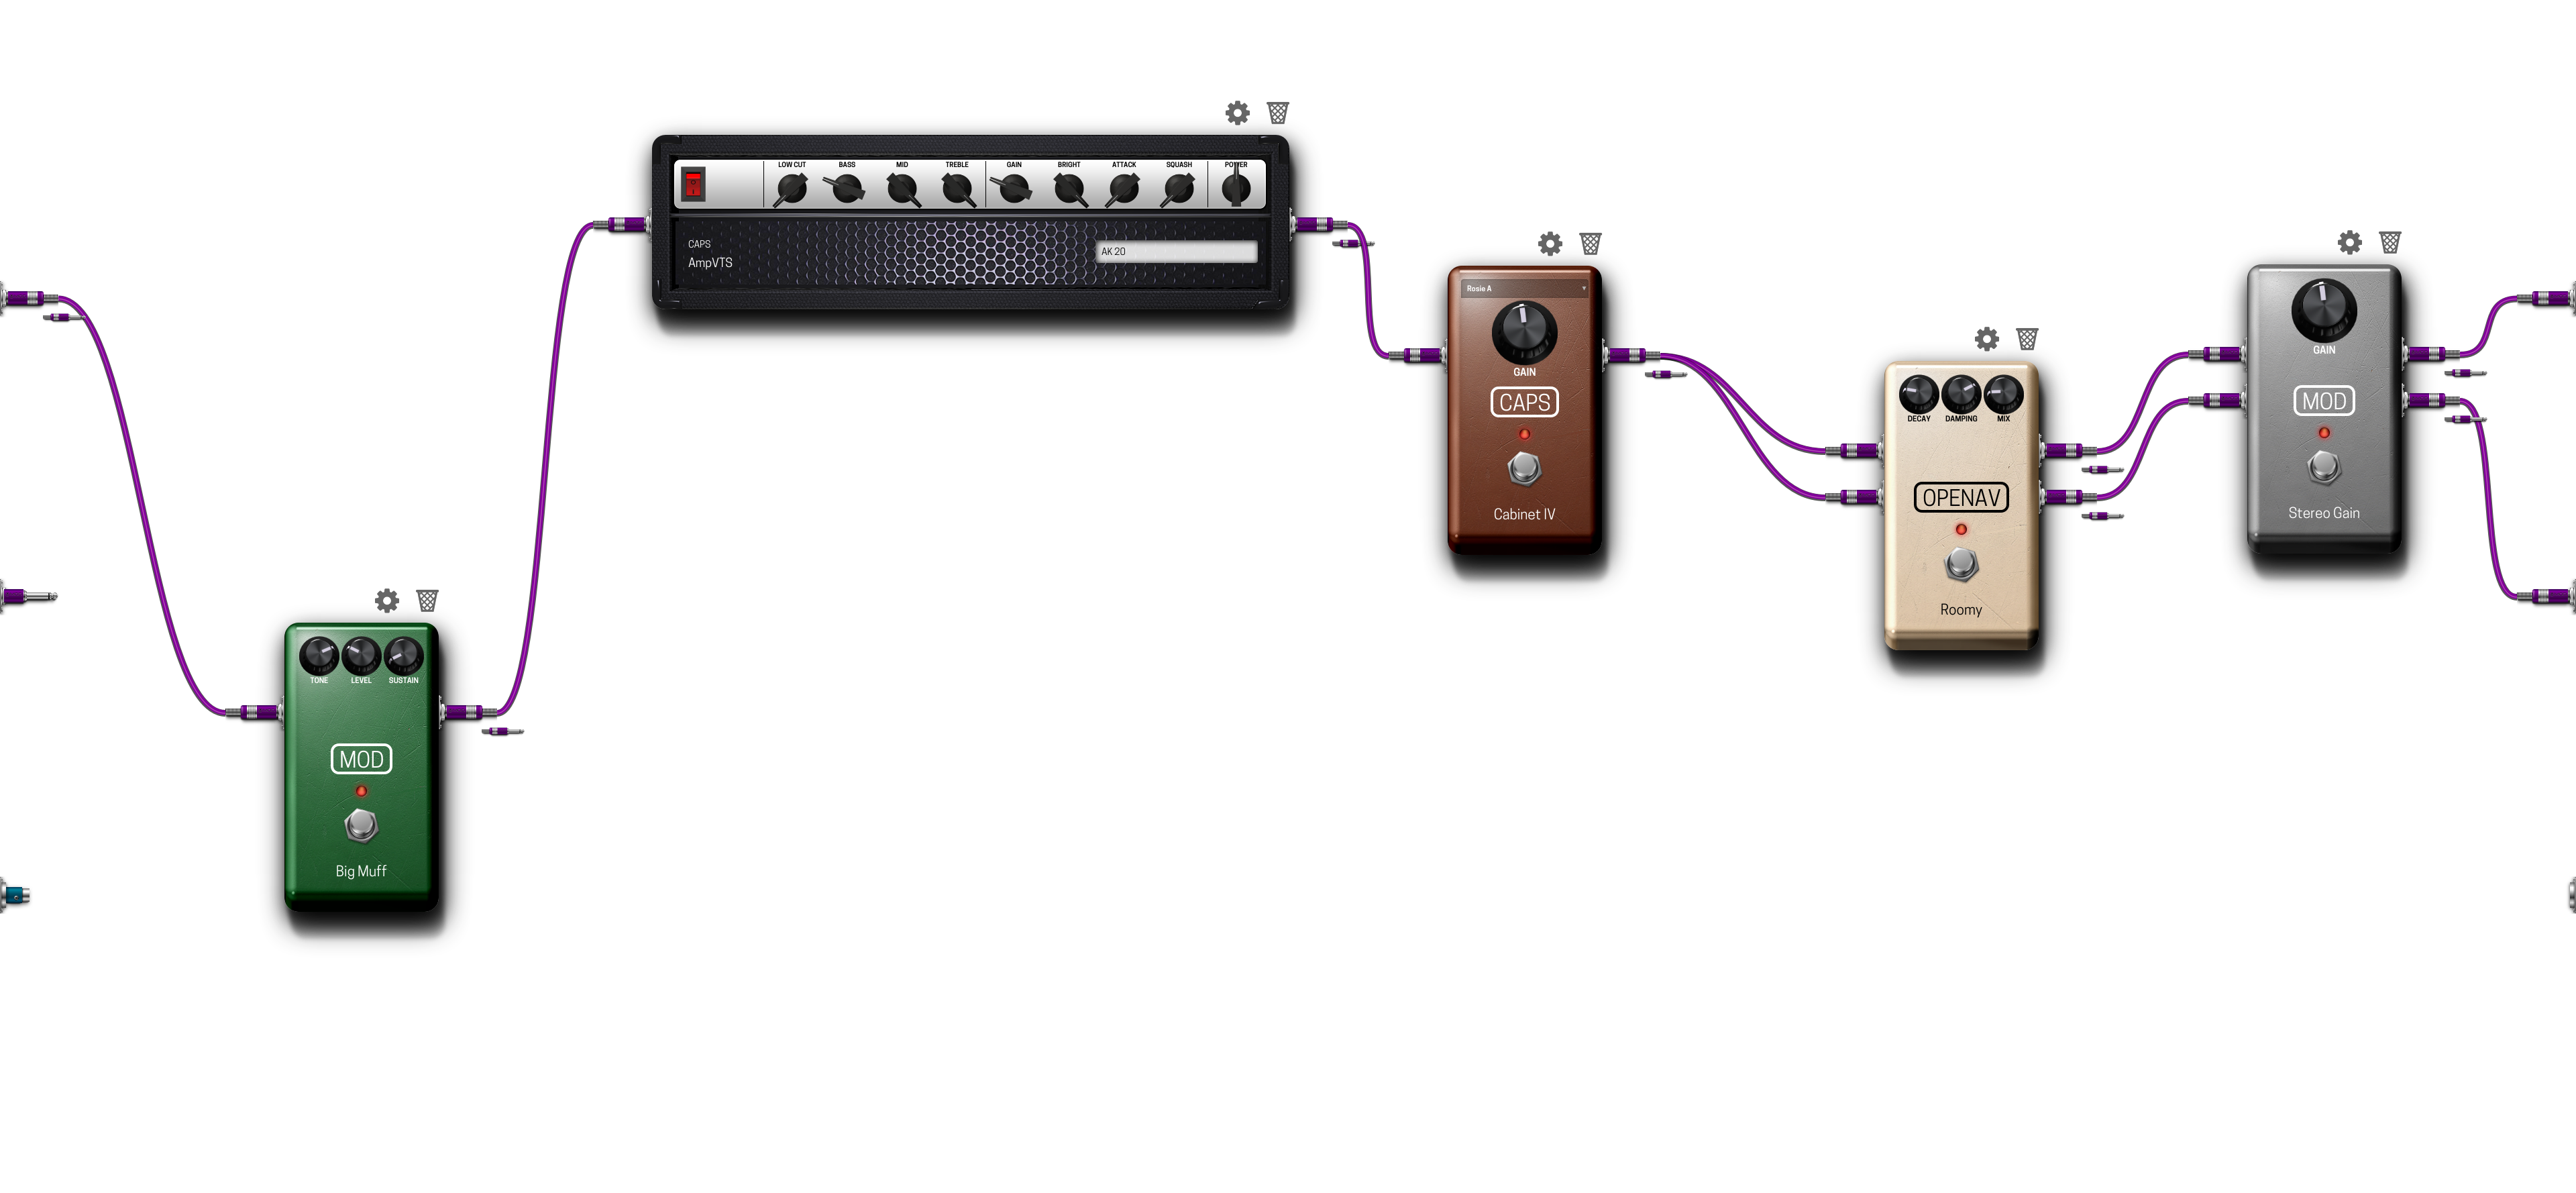 LOW CUT BASS MID TREBLE GAIN BRIGHT ATTACK SQUASH POWER
CAPS
AmpVTS
AK 20
Rosie A
GAIN
CAPS
Cabinet IV
GAIN
MOD
Stereo Gain
DECAY DAMPING MIX
OPENAV
Roomy
TONE LEVEL SUSTAIN
MOD
Big Muff